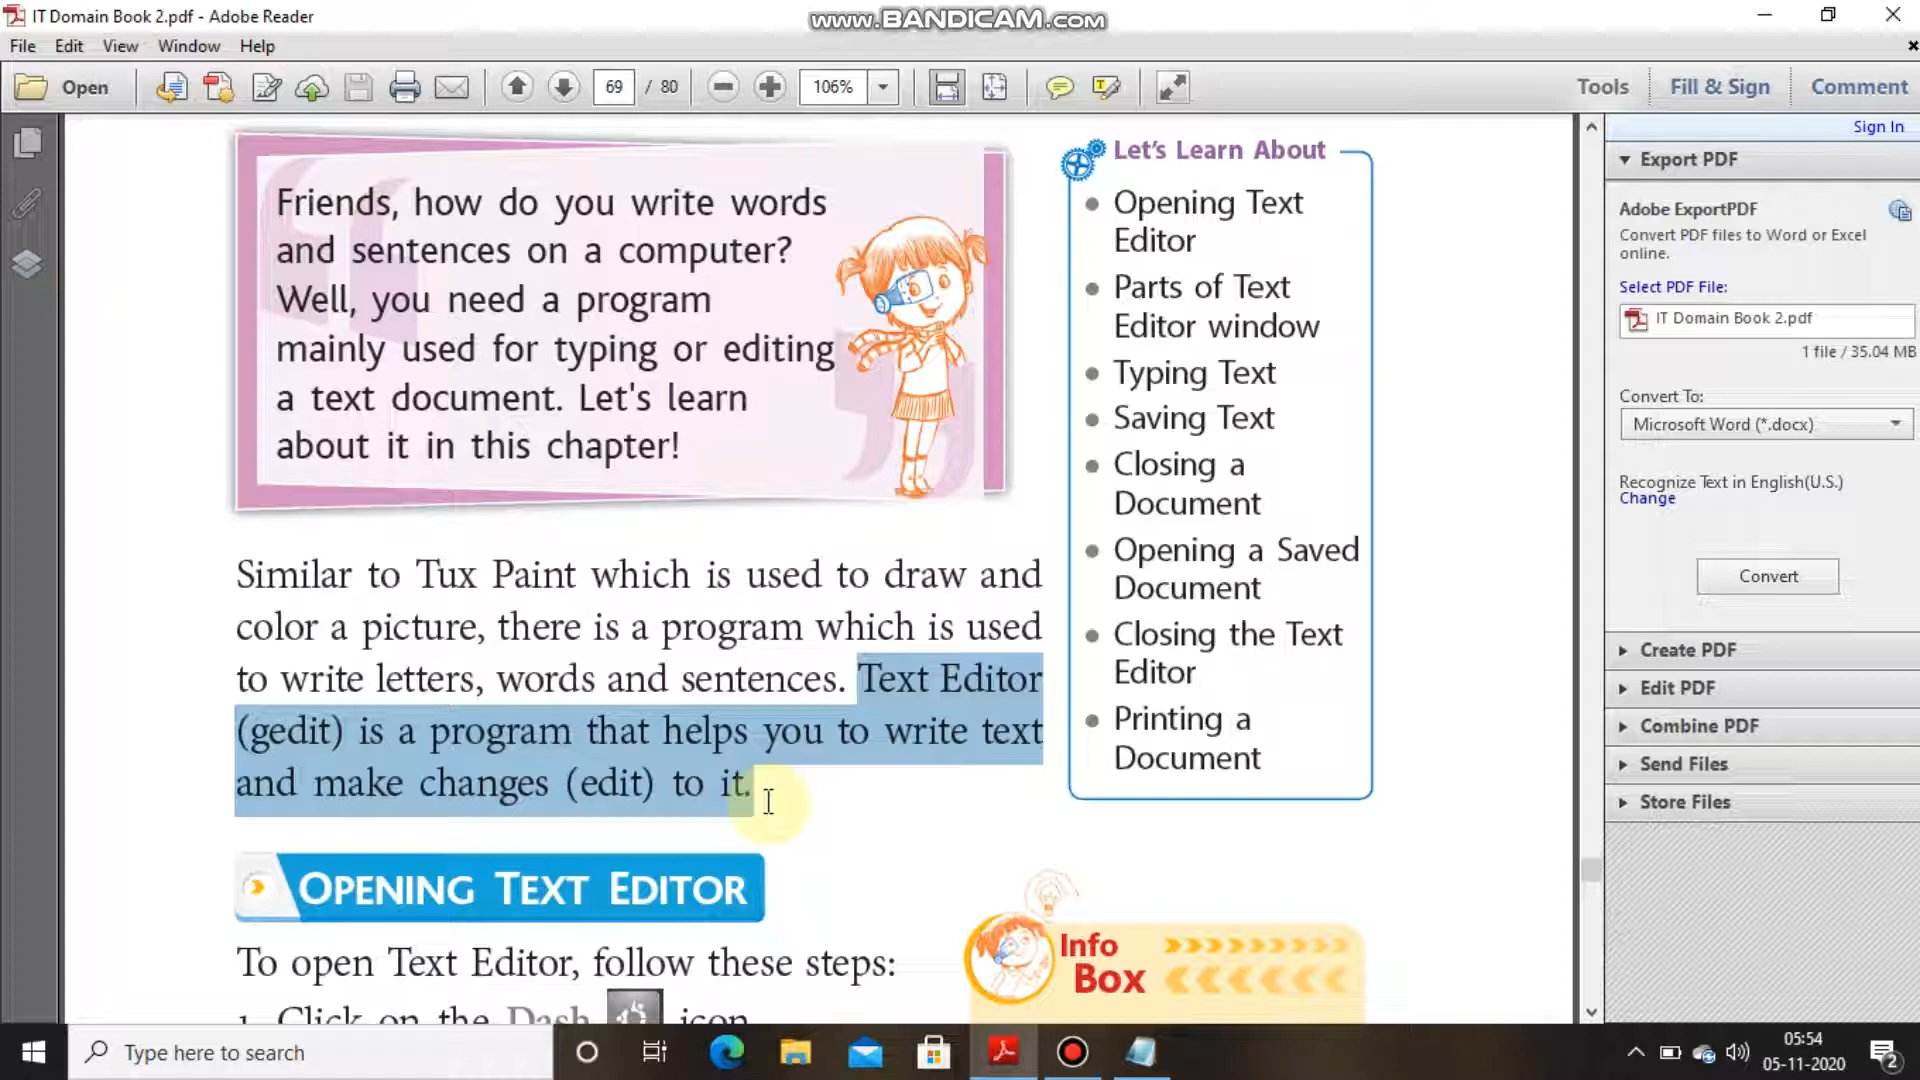 IT Domain Book 2.pdf - Adobe Reader
www.BANDICAM.com
File Edit View Window Help
Open
69 / 80
106%
Tools
Fill & Sign
Comment
Friends, how do you write words
and sentences on a computer?
Well, you need a program
mainly used for typing or editing
a text document. Let's learn
about it in this chapter!
Let's Learn About
Opening Text
Editor
Parts of Text
Editor window
Typing Text
Saving Text
Closing a
Document
Opening a Saved
Document
Closing the Text
Editor
Printing a
Document
Similar to Tux Paint which is used to draw and
color a picture, there is a program which is used
to write letters, words and sentences. Text Editor
(gedit) is a program that helps you to write text
and make changes (edit) to it.
OPENING TEXT EDITOR
To open Text Editor, follow these steps:
1. Click on the Dash icon
Info
Box
Sign In
Export PDF
Adobe ExportPDF
Convert PDF files to Word or Excel
online.
Select PDF File:
IT Domain Book 2.pdf
1 file / 35.04 MB
Convert To:
Microsoft Word (*.docx)
Recognize Text in English(U.S.)
Change
Convert
Create PDF
Edit PDF
Combine PDF
Send Files
Store Files
Type here to search
05:54
05-11-2020
2